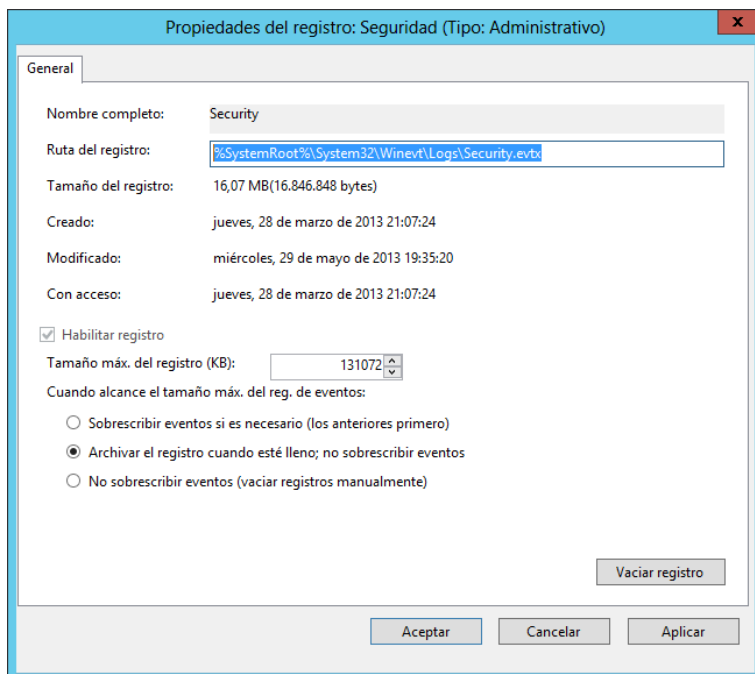 Propiedades del registro: Seguridad (Tipo: Administrativo)
x
General
Nombre completo: Security
Ruta del registro: %SystemRoot%\System32\Winevt\Logs\Security.evtx
Tamaño del registro: 16,07 MB(16.846.848 bytes)
Creado: jueves, 28 de marzo de 2013 21:07:24
Modificado: miércoles, 29 de mayo de 2013 19:35:20
Con acceso: jueves, 28 de marzo de 2013 21:07:24
Habilitar registro
Tamaño máx. del registro (KB): 131072
Cuando alcance el tamaño máx. del reg. de eventos:
Sobrescribir eventos si es necesario (los anteriores primero)
Archivar el registro cuando esté lleno; no sobrescribir eventos
No sobrescribir eventos (vaciar registros manualmente)
Vaciar registro
Aceptar Cancelar Aplicar